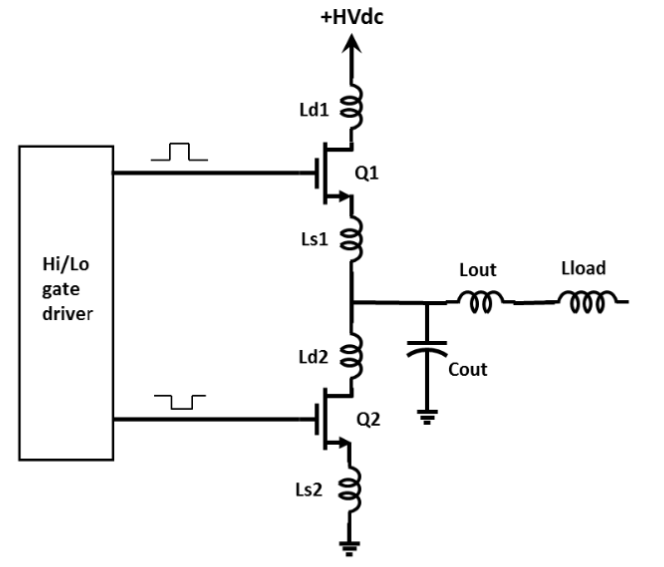 +HVdc
Ld1
Q1
Ls1
Hi/Lo
gate
driver
Lout
Lload
Ld2
Cout
Q2
Ls2